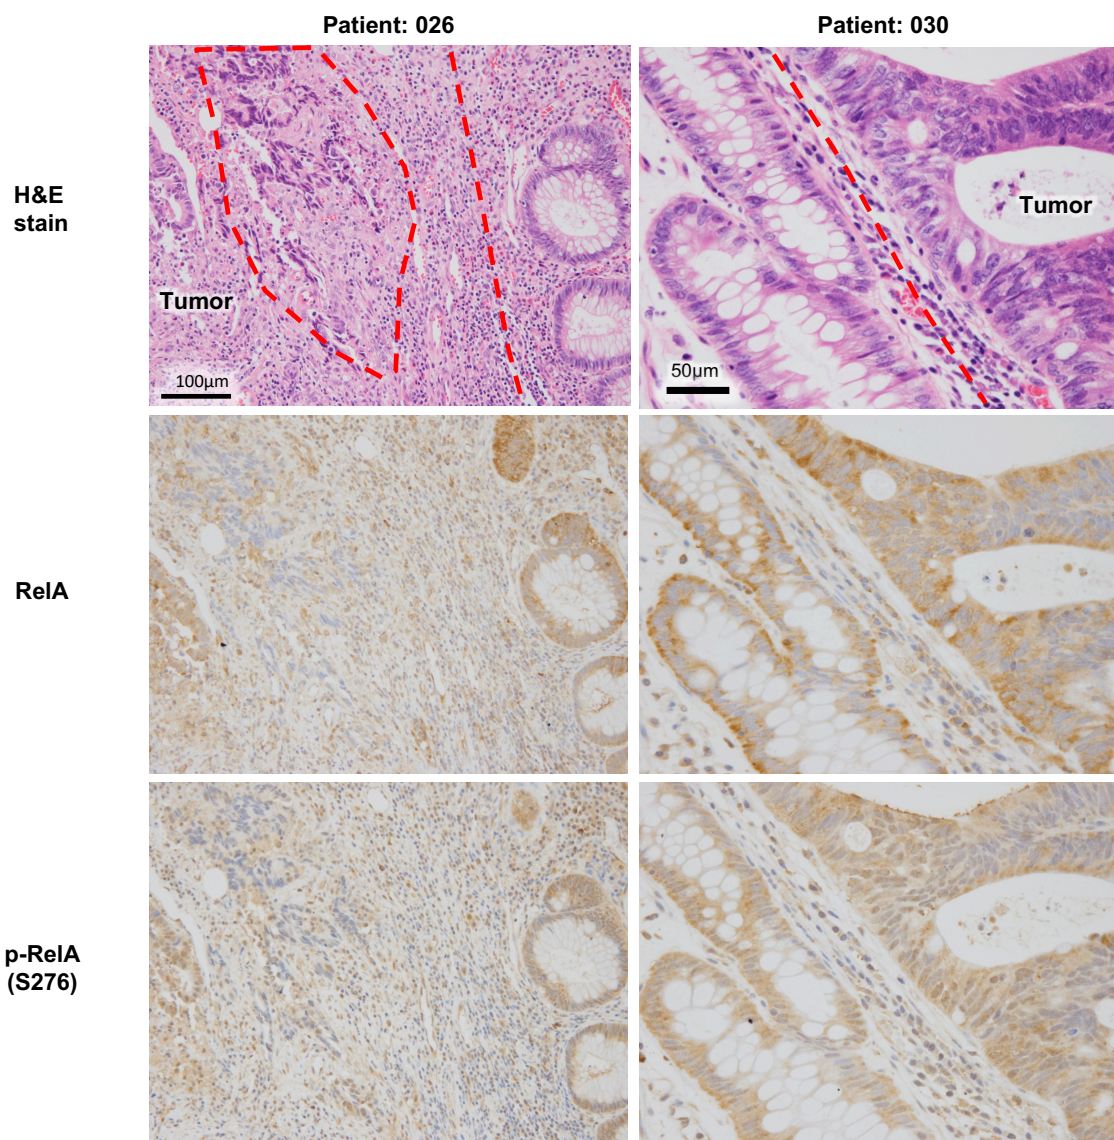 Patient: 026
Patient: 030
H&E
stain
Tumor
100µm
Tumor
50µm
RelA
p-RelA
(S276)